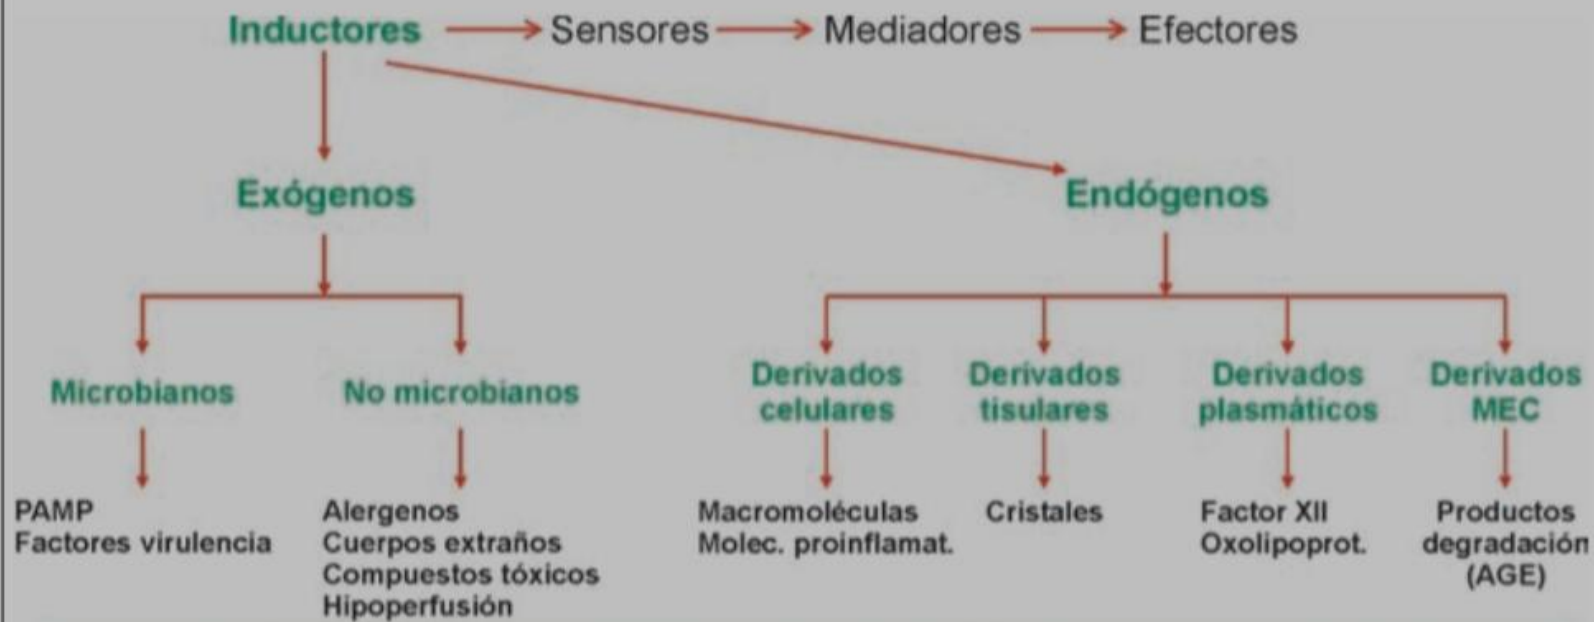 Inductores Sensores Mediadores Efectores
Exógenos Endógenos
Microbianos
No microbianos
Derivados
celulares
Derivados
tisulares
Derivados
plasmáticos
Derivados
MEC
PAMP
Factores virulencia
Alergenos
Cuerpos extraños
Compuestos tóxicos
Hipoperfusión
Macromoléculas
Molec. proinflamat.
Cristales
Factor XII
Oxolipoprot.
Productos
degradación
(AGE)